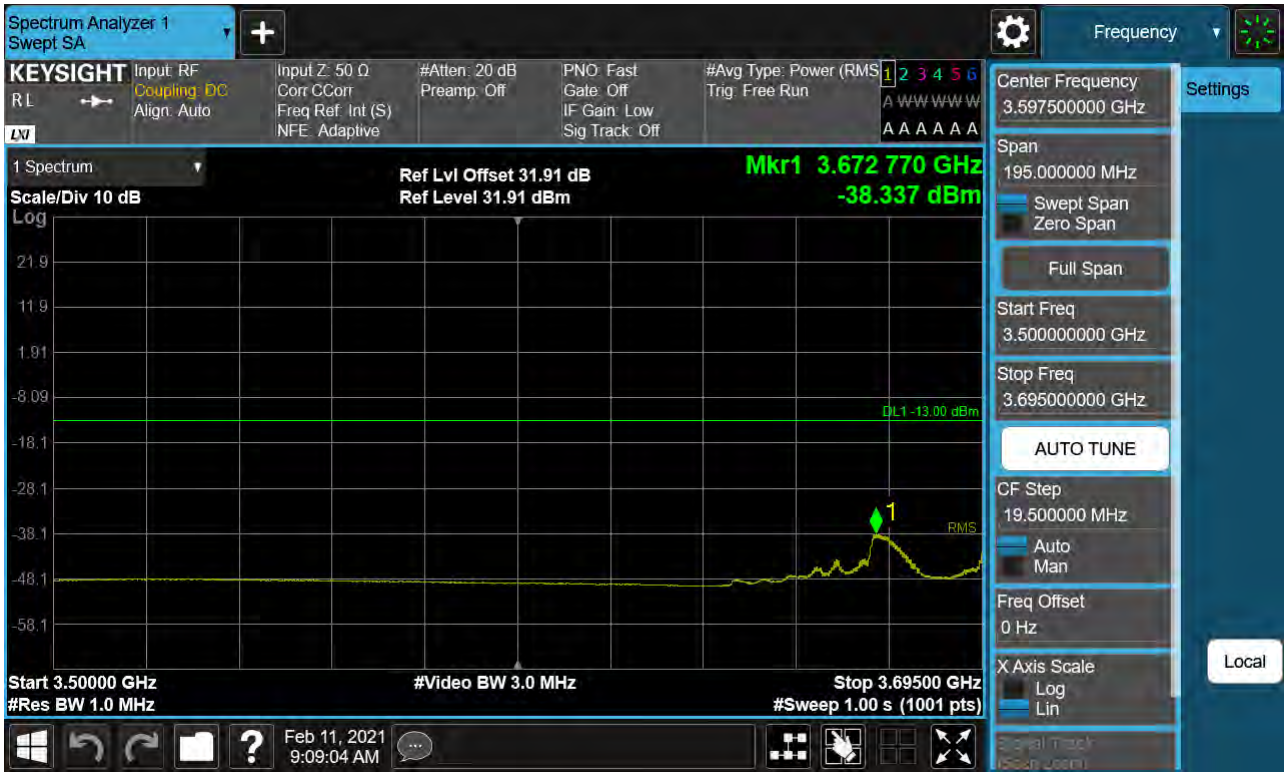 Spectrum Analyzer 1
Swept SA
+
Frequency
KEYSIGHT
RL
LXI
Input: RF
Coupling: DC
Align: Auto
Input Z: 50 Ω
Corr CCorr
Freq Ref: Int (S)
NFE: Adaptive
#Atten: 20 dB
Preamp: Off
PNO: Fast
Gate: Off
IF Gain: Low
Sig Track: Off
#Avg Type: Power (RMS
Trig: Free Run
1 2 3 4 5 6
A W W W W W
A A A A A A
1 Spectrum
Scale/Div 10 dB
Log
Ref Lvl Offset 31.91 dB
Ref Level 31.91 dBm
Mkr1 3.672 770 GHz
-38.337 dBm
21.9
11.9
1.91
-8.09
DL1 -13.00 dBm
-18.1
-28.1
1
-38.1
RMS
-48.1
-58.1
Start 3.50000 GHz
#Video BW 3.0 MHz
Stop 3.69500 GHz
#Res BW 1.0 MHz
#Sweep 1.00 s (1001 pts)
?
Feb 11, 2021
9:09:04 AM
Center Frequency
3.597500000 GHz
Settings
Span
195.000000 MHz
Swept Span
Zero Span
Full Span
Start Freq
3.500000000 GHz
Stop Freq
3.695000000 GHz
AUTO TUNE
CF Step
19.500000 MHz
Auto
Man
Freq Offset
0 Hz
X Axis Scale
Log
Lin
Local
Signal Track
(Span Zoom)